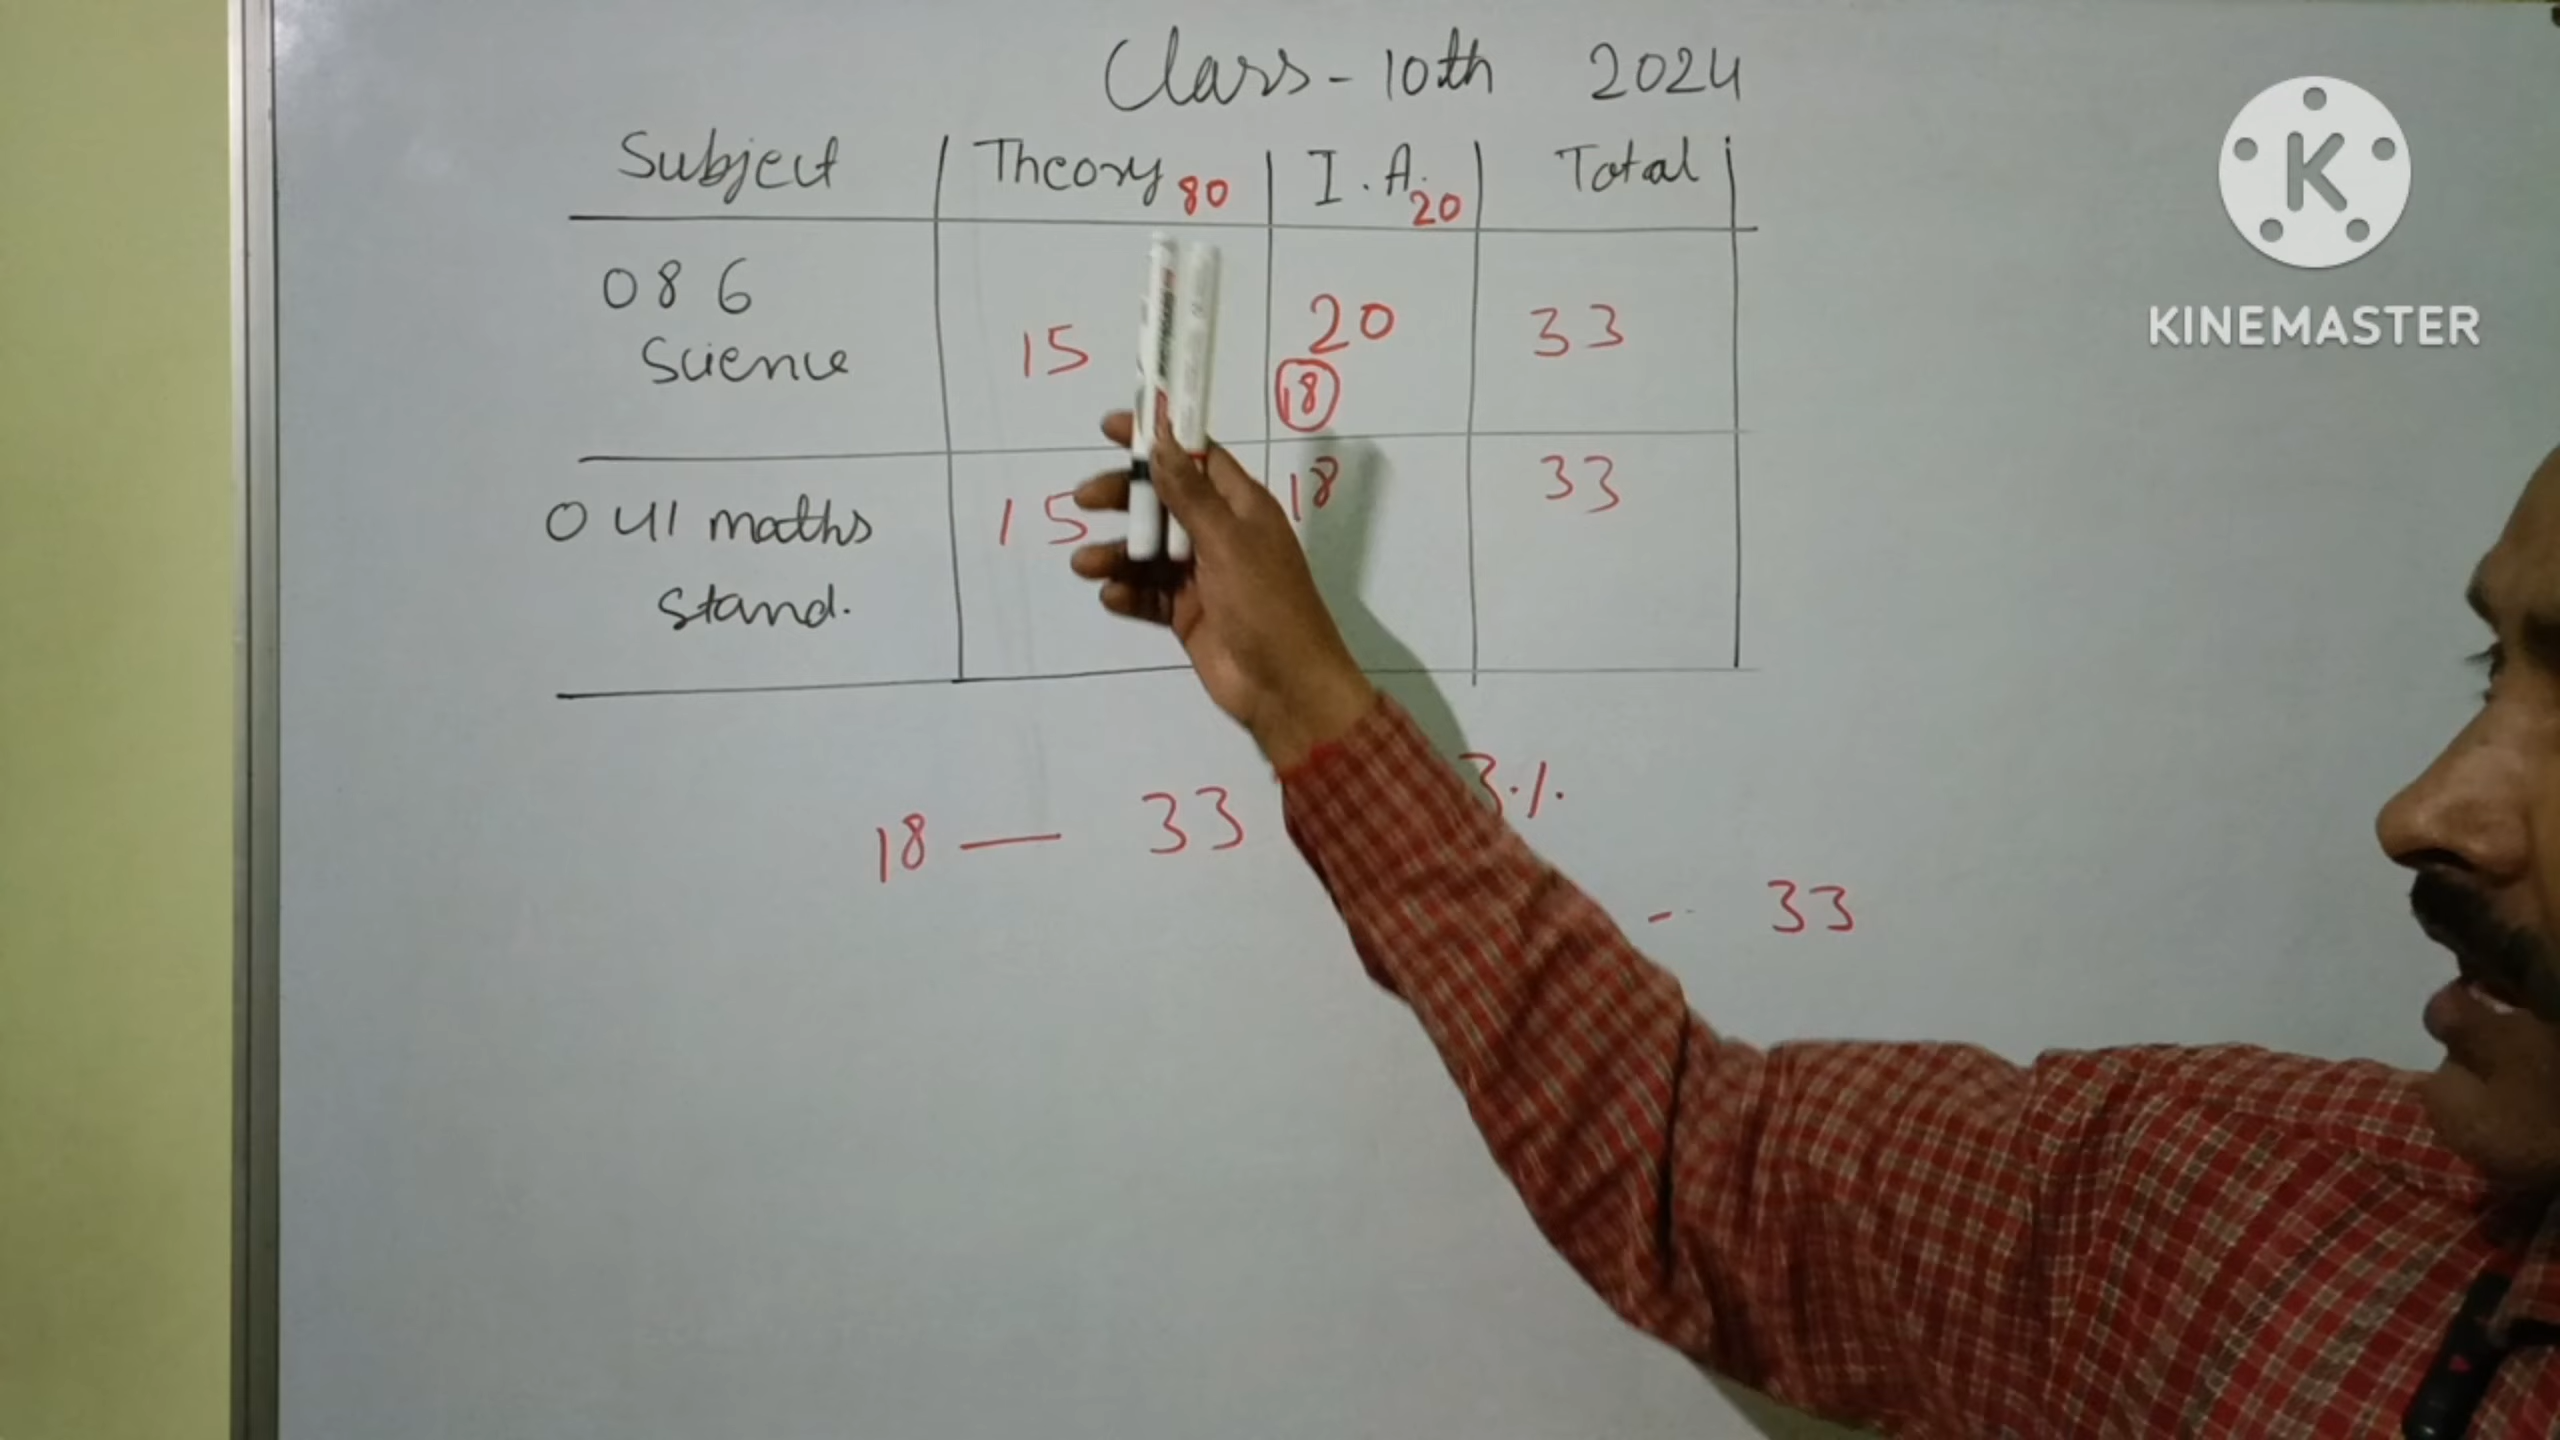 Class - 10th 2024
Subject Theory 80 I.A. 20 Total
086 Science 15 20 18 33
041 maths stand. 15 18 33
18 — 33 3%
- 33
K
KINEMASTER